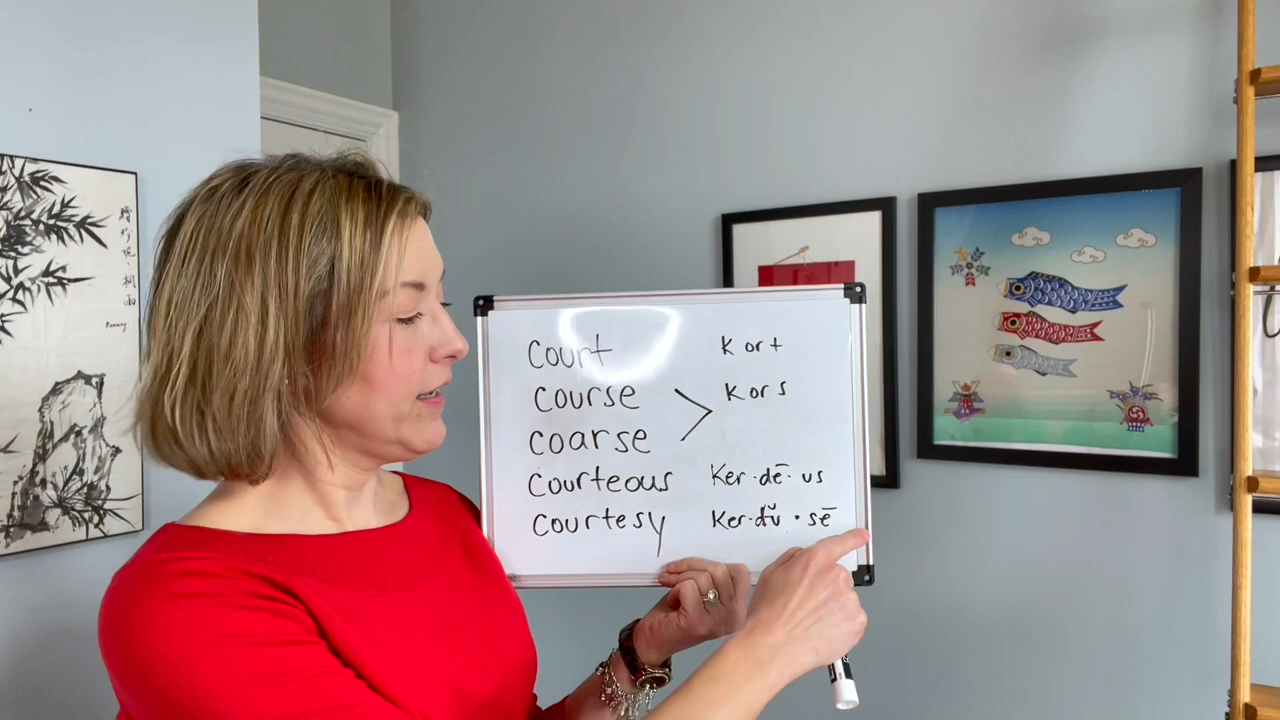 court kort
course > kors
coarse
courteous Ker·dē·us
courtesy Ker·dŭ·sē